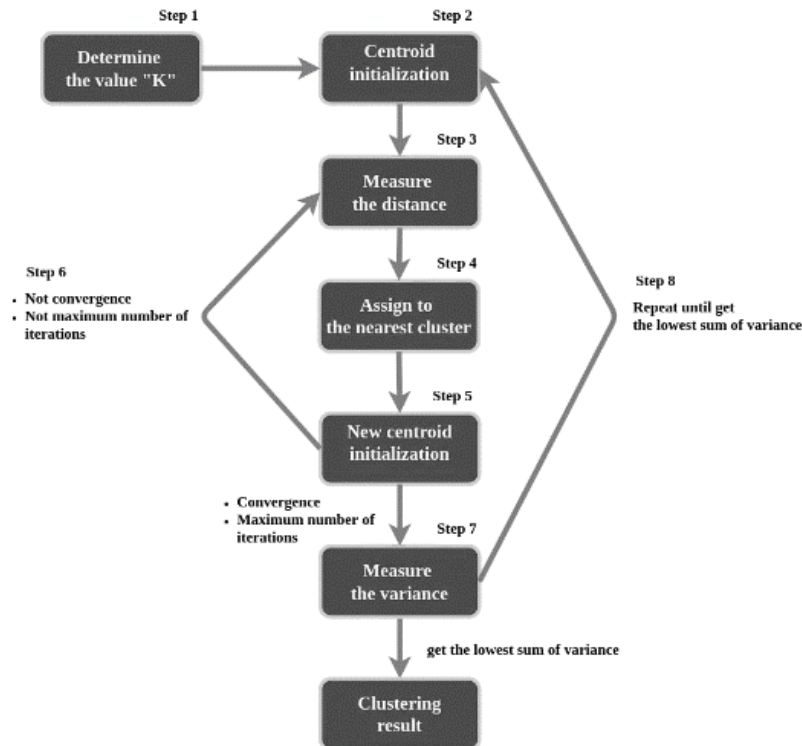 Step 1
Determine
the value "K"
Step 2
Centroid
initialization
Step 3
Measure
the distance
Step 4
Assign to
the nearest cluster
Step 5
New centroid
initialization
Step 6
• Not convergence
• Not maximum number of
iterations
• Convergence
• Maximum number of
iterations
Step 7
Measure
the variance
Step 8
Repeat until get
the lowest sum of variance
get the lowest sum of variance
Clustering
result